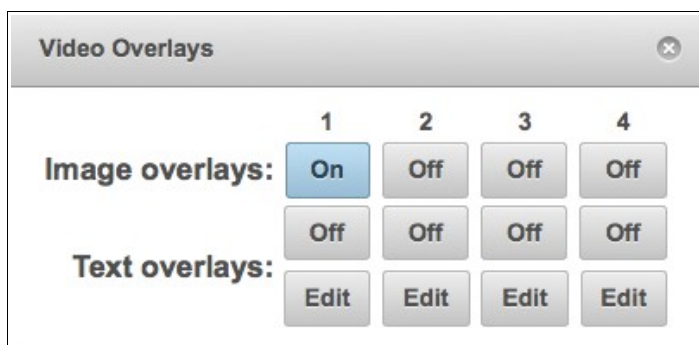 Video Overlays
1 2 3 4
Image overlays: On Off Off Off
Off Off Off Off
Text overlays:
Edit Edit Edit Edit